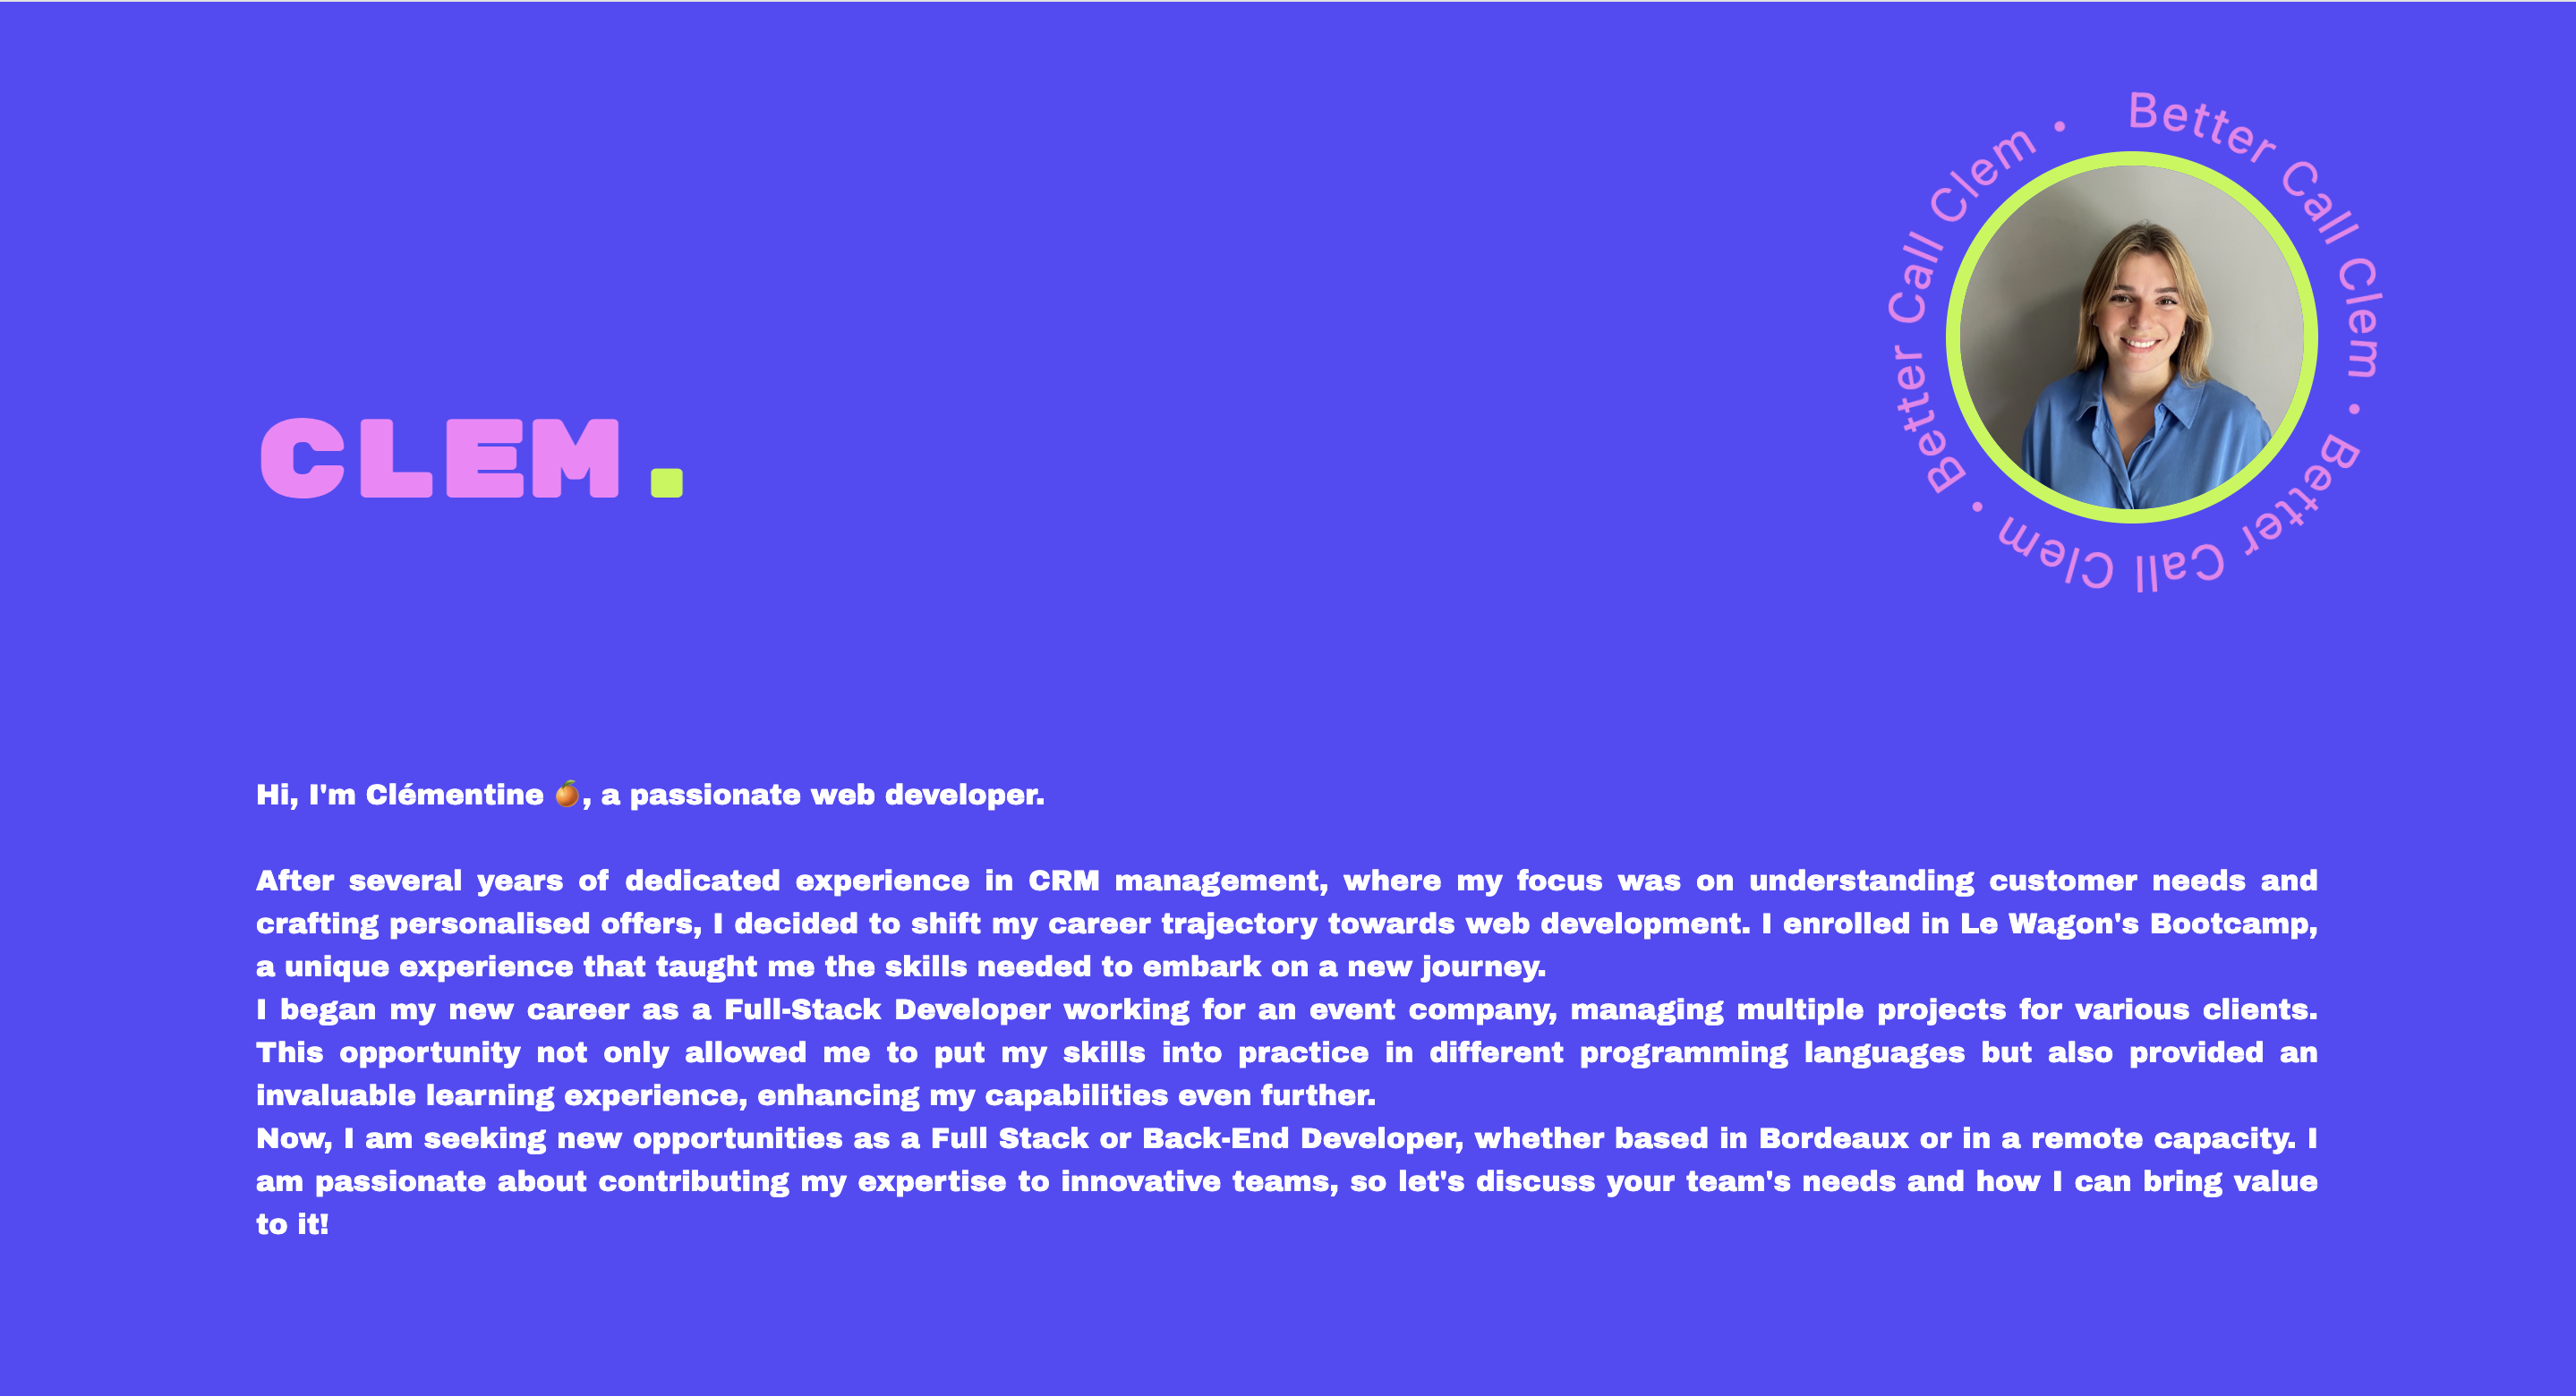 Better Call Clem • Better Call Clem • Better Call Clem •
CLEM.
Hi, I'm Clémentine 🍊, a passionate web developer.
After several years of dedicated experience in CRM management, where my focus was on understanding customer needs and
crafting personalised offers, I decided to shift my career trajectory towards web development. I enrolled in Le Wagon's Bootcamp,
a unique experience that taught me the skills needed to embark on a new journey.
I began my new career as a Full-Stack Developer working for an event company, managing multiple projects for various clients.
This opportunity not only allowed me to put my skills into practice in different programming languages but also provided an
invaluable learning experience, enhancing my capabilities even further.
Now, I am seeking new opportunities as a Full Stack or Back-End Developer, whether based in Bordeaux or in a remote capacity. I
am passionate about contributing my expertise to innovative teams, so let's discuss your team's needs and how I can bring value
to it!